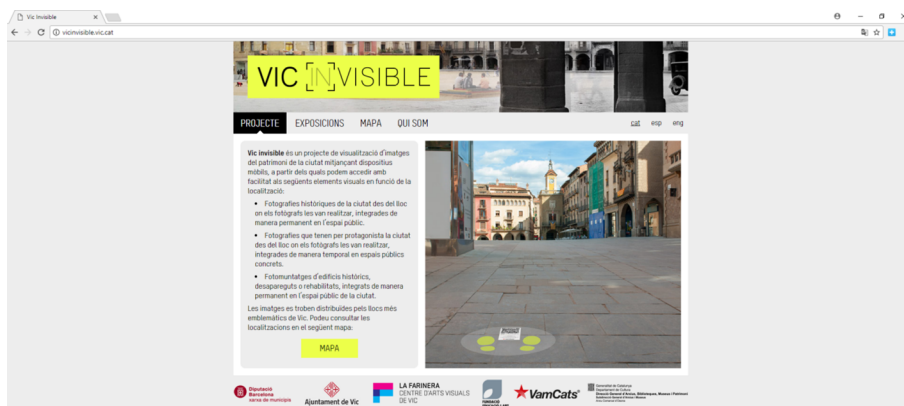 Vic Invisible
vicinvisible.vic.cat
VIC [IN]VISIBLE
PROJECTE EXPOSICIONS MAPA QUI SOM
cat esp eng
Vic invisible és un projecte de visualització d'imatges
del patrimoni de la ciutat mitjançant dispositius
mòbils, a partir dels quals podem accedir amb
facilitat als següents elements visuals en funció de la
localització:
• Fotografies històriques de la ciutat des del lloc
on els fotògrafs les van realitzar, integrades de
manera permanent en l'espai públic.
• Fotografies que tenen per protagonista la ciutat
des del lloc on els fotògrafs les van realitzar,
integrades de manera temporal en espais públics
concrets.
• Fotomuntatges d'edificis històrics,
desapareguts o rehabilitats, integrats de manera
permanent en l'espai públic de la ciutat.
Les imatges es troben distribuïdes pels llocs més
emblemàtics de Vic. Podeu consultar les
localitzacions en el següent mapa:
MAPA
Diputació
Barcelona
xarxa de municipis
Ajuntament de Vic
LA FARINERA
CENTRE D'ARTS VISUALS
DE VIC
FUNDACIÓ
VamCats
Generalitat de Catalunya
Departament de Cultura